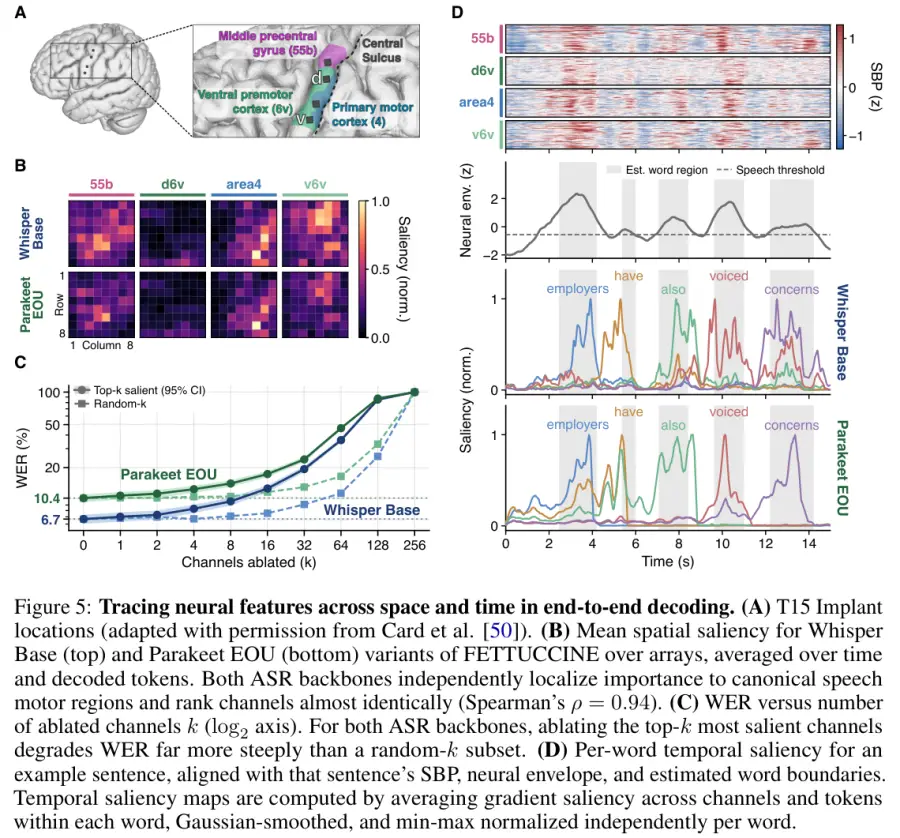 A
Middle precentral
gyrus (55b)
Central
Sulcus
d
Ventral premotor
cortex (6v)
v
Primary motor
cortex (4)
B
55b
d6v
area4
v6v
Whisper
Base
Parakeet
EOU
1
Row
8
1 Column 8
1.0
0.5
0.0
Saliency (norm.)
C
Top-k salient (95% CI)
Random-k
100
50
20
10.4
6.7
WER (%)
Parakeet EOU
Whisper Base
0 1 2 4 8 16 32 64 128 256
Channels ablated (k)
D
55b
d6v
area4
v6v
1
0
−1
SBP (z)
Est. word region
Speech threshold
Neural env. (z)
2
0
−2
employers
have
also
voiced
concerns
Whisper Base
1
0
Saliency (norm.)
employers
have
also
voiced
concerns
Parakeet EOU
1
0
0 2 4 6 8 10 12 14
Time (s)
Figure 5: Tracing neural features across space and time in end-to-end decoding. (A) T15 Implant
locations (adapted with permission from Card et al. [50]). (B) Mean spatial saliency for Whisper
Base (top) and Parakeet EOU (bottom) variants of FETTUCCINE over arrays, averaged over time
and decoded tokens. Both ASR backbones independently localize importance to canonical speech
motor regions and rank channels almost identically (Spearman's ρ = 0.94). (C) WER versus number
of ablated channels k (log₂ axis). For both ASR backbones, ablating the top-k most salient channels
degrades WER far more steeply than a random-k subset. (D) Per-word temporal saliency for an
example sentence, aligned with that sentence's SBP, neural envelope, and estimated word boundaries.
Temporal saliency maps are computed by averaging gradient saliency across channels and tokens
within each word, Gaussian-smoothed, and min-max normalized independently per word.